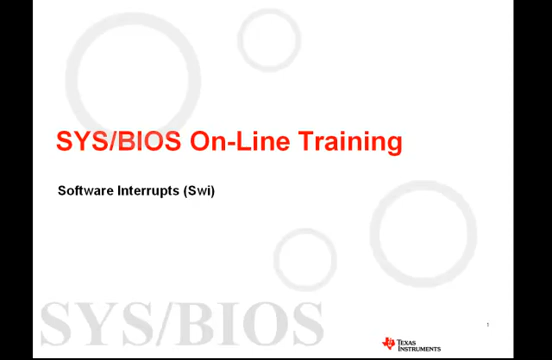 SYS/BIOS On-Line Training
Software Interrupts (Swi)
SYS/BIOS
1
TEXAS
INSTRUMENTS